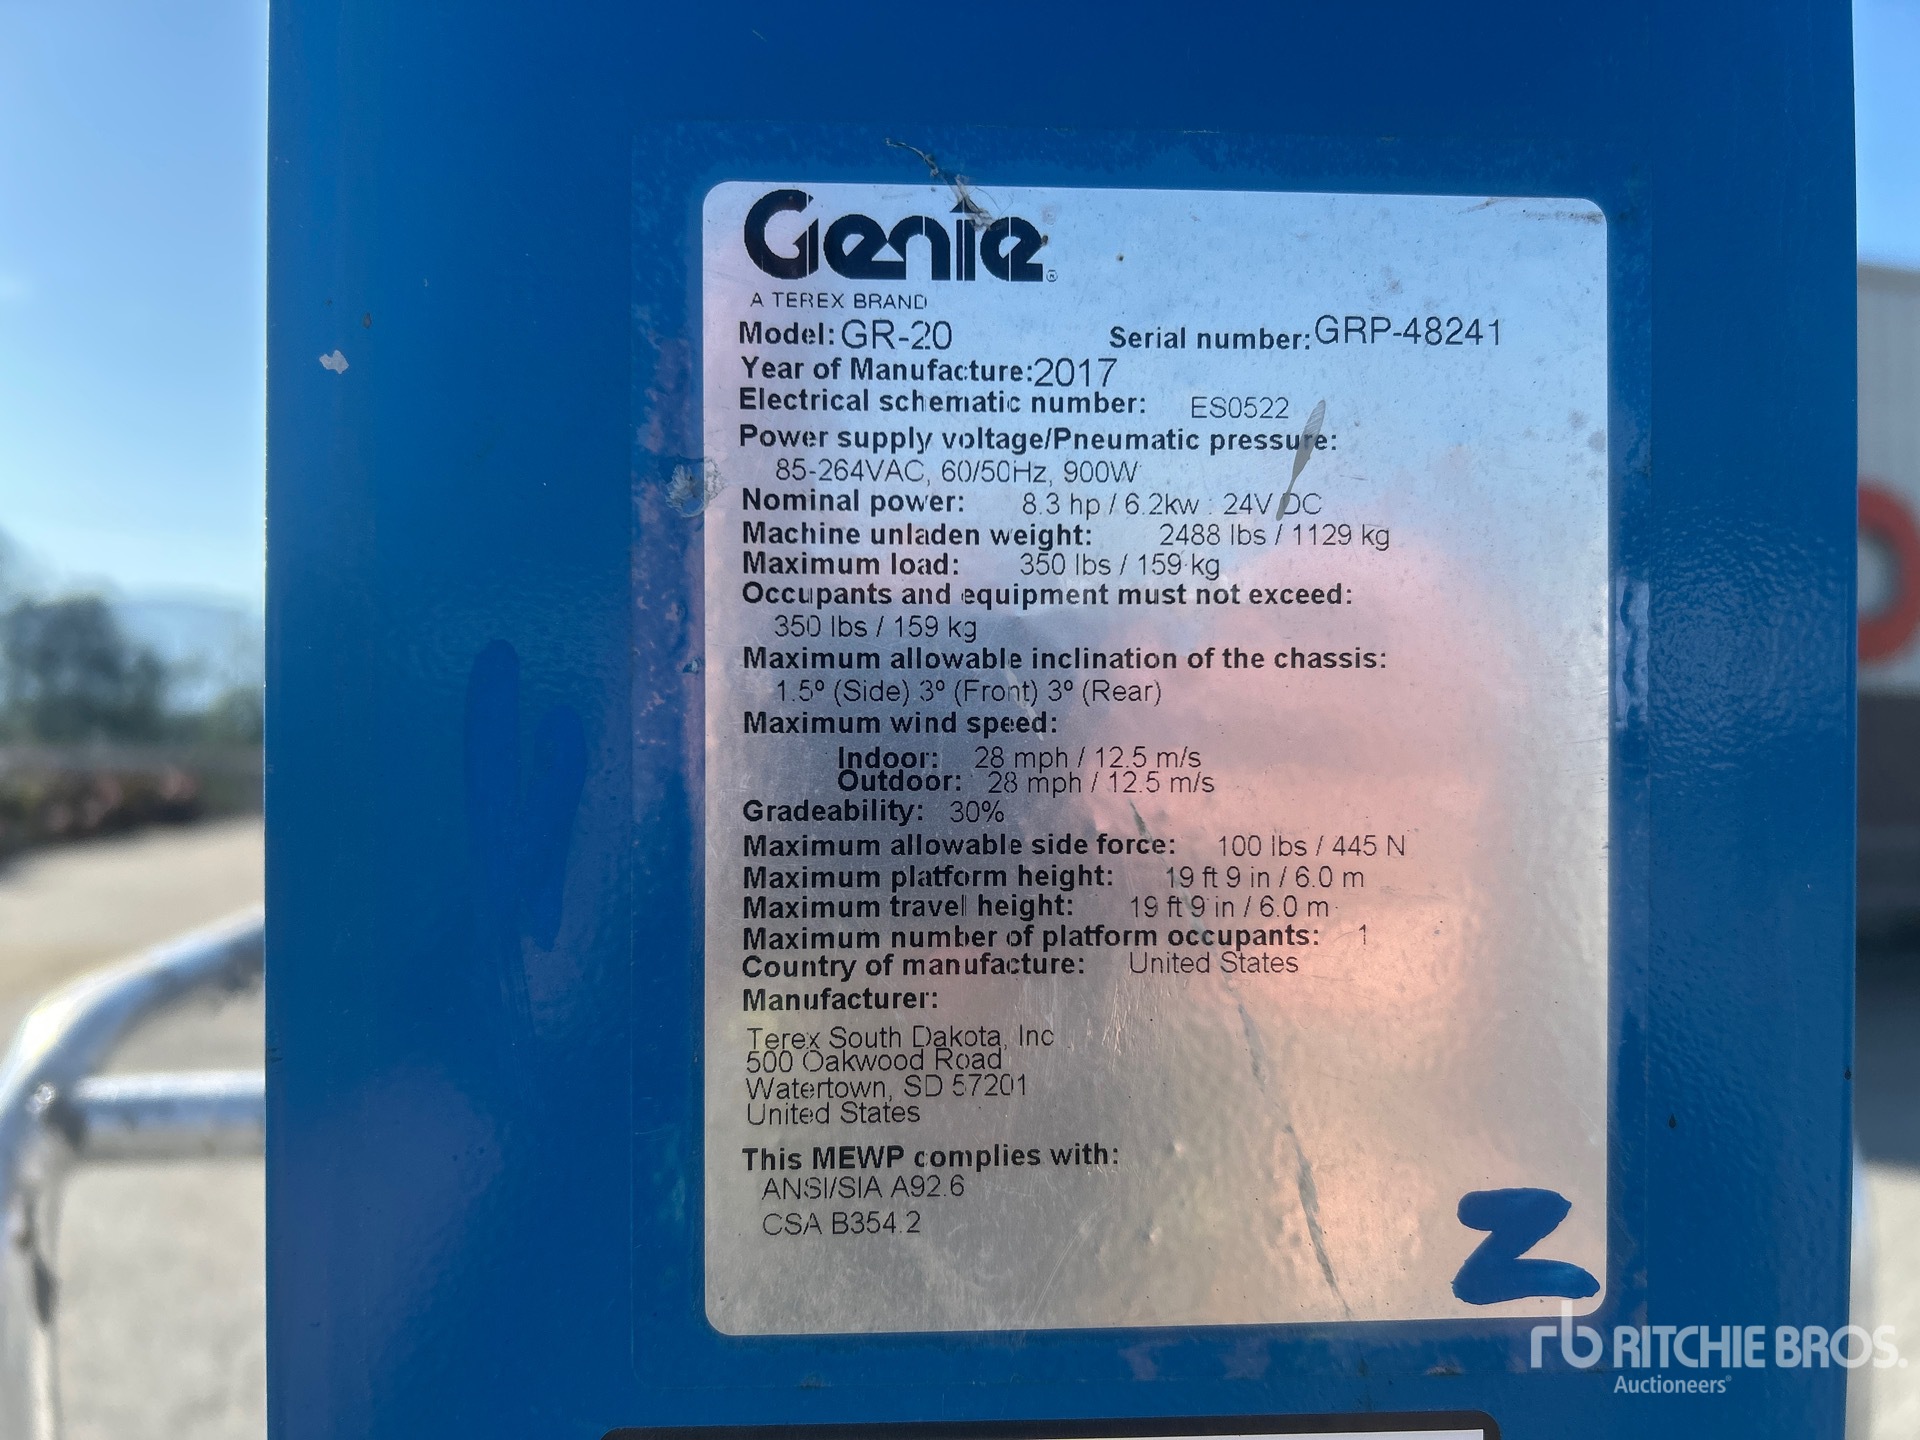 Genie®
A TEREX BRAND
Model: GR-20 Serial number: GRP-48241
Year of Manufacture: 2017
Electrical schematic number: ES0522
Power supply voltage/Pneumatic pressure:
85-264VAC, 60/50Hz, 900W
Nominal power: 8.3 hp / 6.2kw : 24V DC
Machine unladen weight: 2488 lbs / 1129 kg
Maximum load: 350 lbs / 159 kg
Occupants and equipment must not exceed:
350 lbs / 159 kg
Maximum allowable inclination of the chassis:
1.5º (Side) 3º (Front) 3º (Rear)
Maximum wind speed:
Indoor: 28 mph / 12.5 m/s
Outdoor: 28 mph / 12.5 m/s
Gradeability: 30%
Maximum allowable side force: 100 lbs / 445 N
Maximum platform height: 19 ft 9 in / 6.0 m
Maximum travel height: 19 ft 9 in / 6.0 m
Maximum number of platform occupants: 1
Country of manufacture: United States
Manufacturer:
Terex South Dakota, Inc
500 Oakwood Road
Watertown, SD 57201
United States
This MEWP complies with:
ANSI/SIA A92.6
CSA B354.2
Z
rb RITCHIE BROS.
Auctioneers®